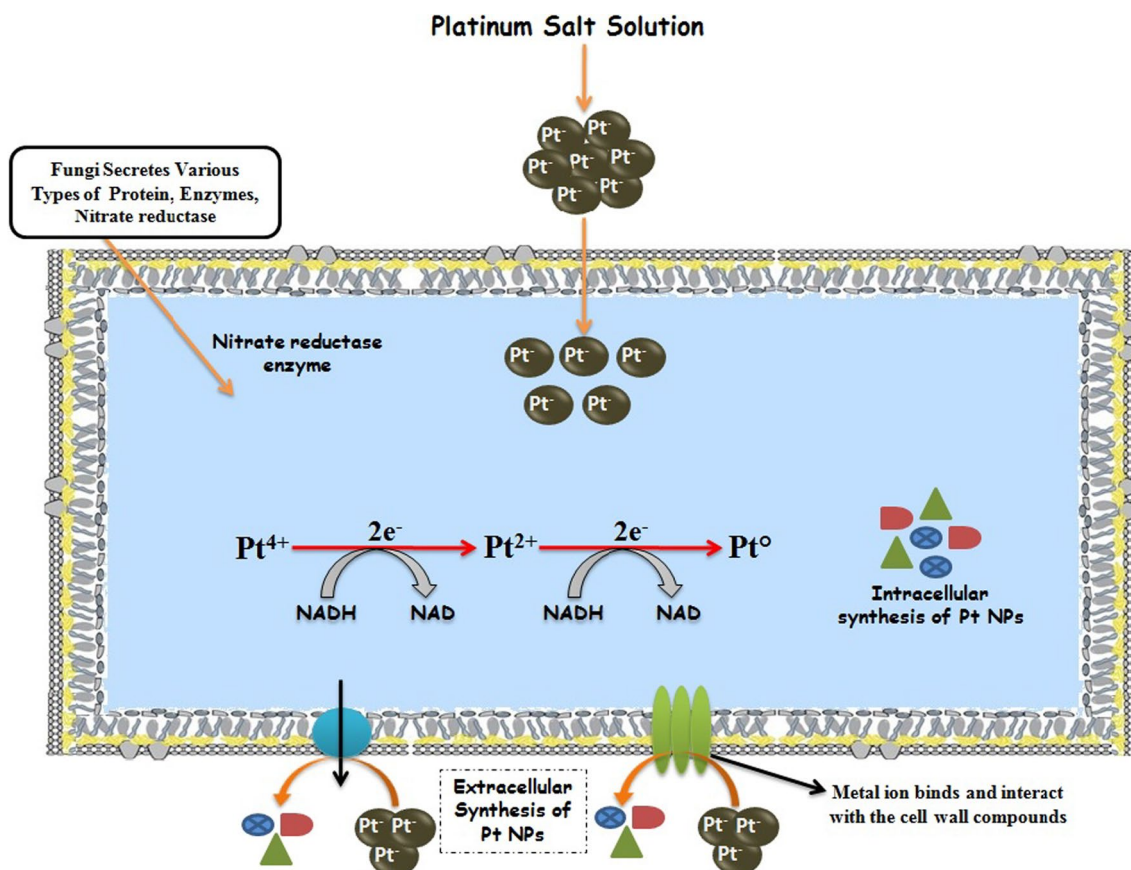 Platinum Salt Solution
Pt⁻ Pt⁻
Pt⁻ Pt⁻ Pt⁻
Pt⁻ Pt⁻
Fungi Secretes Various
Types of Protein, Enzymes,
Nitrate reductase
Nitrate reductase
enzyme
Pt⁻ Pt⁻ Pt⁻
Pt⁻ Pt⁻
Pt⁴⁺ 2e⁻ Pt²⁺ 2e⁻ Pt°
NADH NAD NADH NAD
Intracellular
synthesis of Pt NPs
Extracellular
Synthesis of
Pt NPs
Pt⁻ Pt⁻
Pt⁻
Pt⁻ Pt⁻
Pt⁻
Metal ion binds and interact
with the cell wall compounds